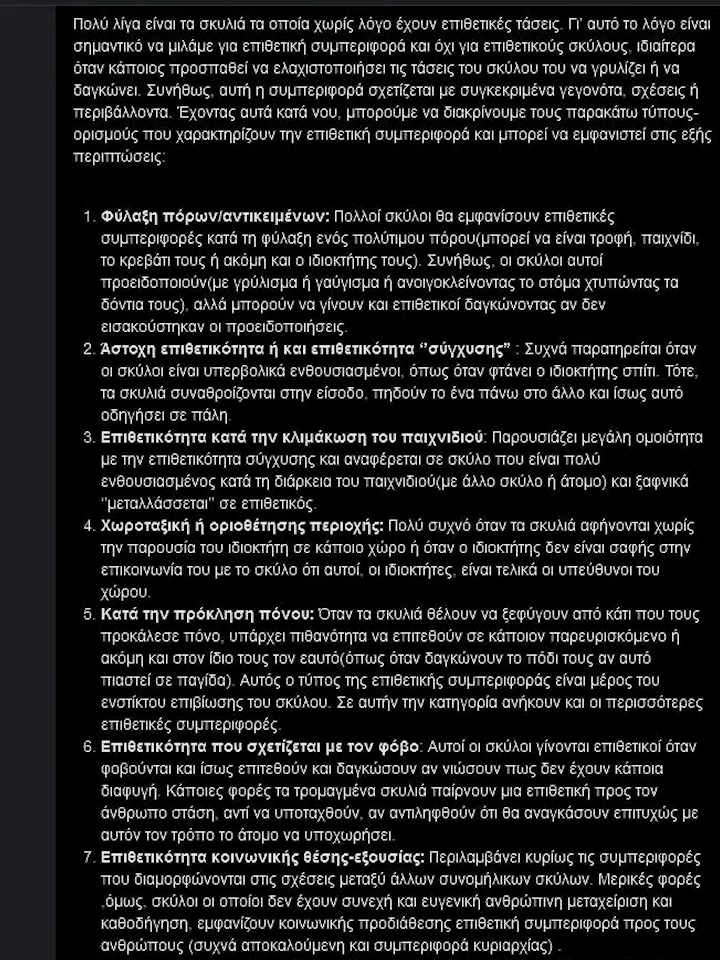 Πολύ λίγα είναι τα σκυλιά τα οποία χωρίς λόγο έχουν επιθετικές τάσεις. Γι' αυτό το λόγο είναι
σημαντικό να μιλάμε για επιθετική συμπεριφορά και όχι για επιθετικούς σκύλους, ιδιαίτερα
όταν κάποιος προσπαθεί να ελαχιστοποιήσει τις τάσεις του σκύλου του να γρυλίζει ή να
δαγκώνει. Συνήθως, αυτή η συμπεριφορά σχετίζεται με συγκεκριμένα γεγονότα, σχέσεις ή
περιβάλλοντα. Έχοντας αυτά κατά νου, μπορούμε να διακρίνουμε τους παρακάτω τύπους-
ορισμούς που χαρακτηρίζουν την επιθετική συμπεριφορά και μπορεί να εμφανιστεί στις εξής
περιπτώσεις:
1. Φύλαξη πόρων/αντικειμένων: Πολλοί σκύλοι θα εμφανίσουν επιθετικές
συμπεριφορές κατά τη φύλαξη ενός πολύτιμου πόρου(μπορεί να είναι τροφή, παιχνίδι,
το κρεβάτι τους ή ακόμη και ο ιδιοκτήτης τους). Συνήθως, οι σκύλοι αυτοί
προειδοποιούν(με γρύλισμα ή γαύγισμα ή ανοιγοκλείνοντας το στόμα χτυπώντας τα
δόντια τους), αλλά μπορούν να γίνουν και επιθετικοί δαγκώνοντας αν δεν
εισακούστηκαν οι προειδοποιήσεις.
2. Άστοχη επιθετικότητα ή και επιθετικότητα ‘'σύγχυσης” : Συχνά παρατηρείται όταν
οι σκύλοι είναι υπερβολικά ενθουσιασμένοι, όπως όταν φτάνει ο ιδιοκτήτης σπίτι. Τότε,
τα σκυλιά συναθροίζονται στην είσοδο, πηδούν το ένα πάνω στο άλλο και ίσως αυτό
οδηγήσει σε πάλη.
3. Επιθετικότητα κατά την κλιμάκωση του παιχνιδιού: Παρουσιάζει μεγάλη ομοιότητα
με την επιθετικότητα σύγχυσης και αναφέρεται σε σκύλο που είναι πολύ
ενθουσιασμένος κατά τη διάρκεια του παιχνιδιού(με άλλο σκύλο ή άτομο) και ξαφνικά
‘'μεταλλάσσεται'' σε επιθετικός.
4. Χωροταξική ή οριοθέτησης περιοχής: Πολύ συχνό όταν τα σκυλιά αφήνονται χωρίς
την παρουσία του ιδιοκτήτη σε κάποιο χώρο ή όταν ο ιδιοκτήτης δεν είναι σαφής στην
επικοινωνία του με το σκύλο ότι αυτοί, οι ιδιοκτήτες, είναι τελικά οι υπεύθυνοι του
χώρου.
5. Κατά την πρόκληση πόνου: Όταν τα σκυλιά θέλουν να ξεφύγουν από κάτι που τους
προκάλεσε πόνο, υπάρχει πιθανότητα να επιτεθούν σε κάποιον παρευρισκόμενο ή
ακόμη και στον ίδιο τους τον εαυτό(όπως όταν δαγκώνουν το πόδι τους αν αυτό
πιαστεί σε παγίδα). Αυτός ο τύπος της επιθετικής συμπεριφοράς είναι μέρος του
ενστίκτου επιβίωσης του σκύλου. Σε αυτήν την κατηγορία ανήκουν και οι περισσότερες
επιθετικές συμπεριφορές.
6. Επιθετικότητα που σχετίζεται με τον φόβο: Αυτοί οι σκύλοι γίνονται επιθετικοί όταν
φοβούνται και ίσως επιτεθούν και δαγκώσουν αν νιώσουν πως δεν έχουν κάποια
διαφυγή. Κάποιες φορές τα τρομαγμένα σκυλιά παίρνουν μια επιθετική προς τον
άνθρωπο στάση, αντί να υποταχθούν, αν αντιληφθούν ότι θα αναγκάσουν επιτυχώς με
αυτόν τον τρόπο το άτομο να υποχωρήσει.
7. Επιθετικότητα κοινωνικής θέσης-εξουσίας: Περιλαμβάνει κυρίως τις συμπεριφορές
που διαμορφώνονται στις σχέσεις μεταξύ άλλων συνομήλικων σκύλων. Μερικές φορές
,όμως, σκύλοι οι οποίοι δεν έχουν συνεχή και ευγενική ανθρώπινη μεταχείριση και
καθοδήγηση, εμφανίζουν κοινωνικής προδιάθεσης επιθετική συμπεριφορά προς τους
ανθρώπους (συχνά αποκαλούμενη και συμπεριφορά κυριαρχίας) .